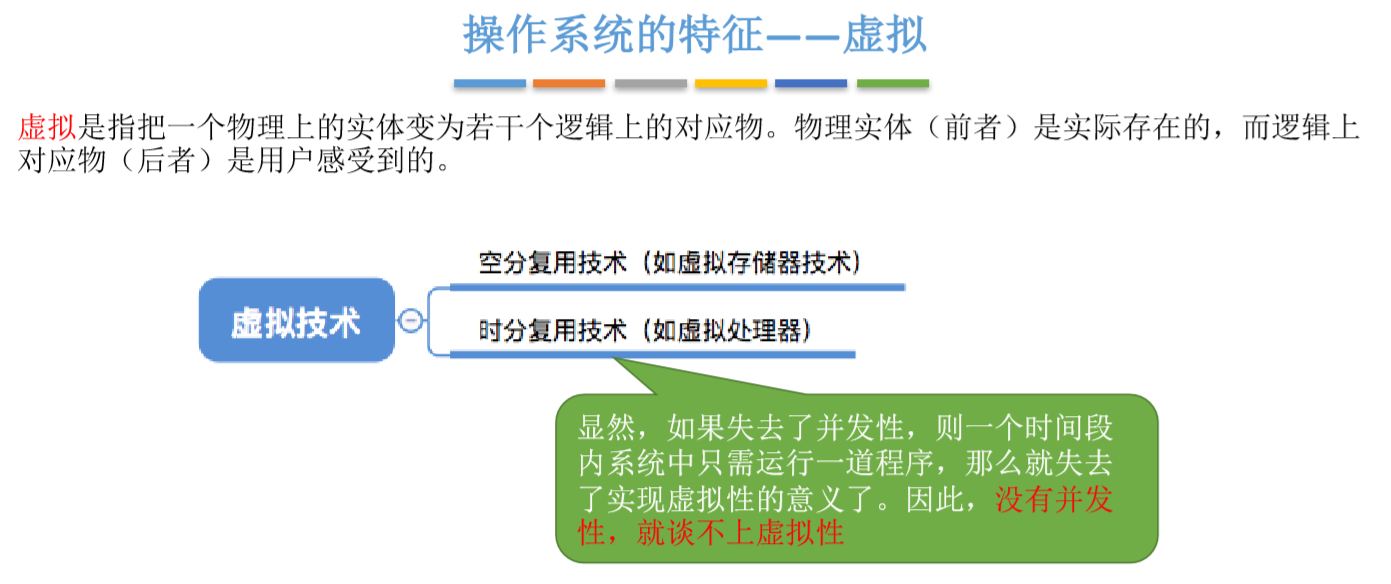 操作系统的特征——虚拟
虚拟是指把一个物理上的实体变为若干个逻辑上的对应物。物理实体（前者）是实际存在的，而逻辑上
对应物（后者）是用户感受到的。
空分复用技术（如虚拟存储器技术）
虚拟技术
时分复用技术（如虚拟处理器）
显然，如果失去了并发性，则一个时间段
内系统中只需运行一道程序，那么就失去
了实现虚拟性的意义了。因此，没有并发
性，就谈不上虚拟性